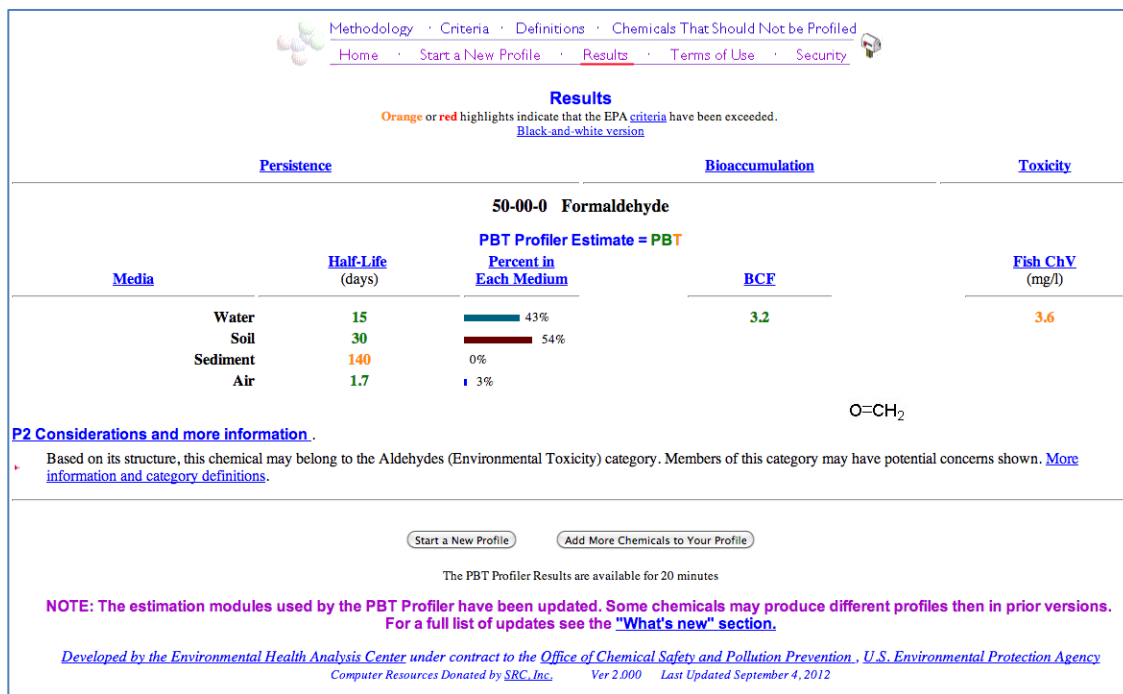 Methodology · Criteria · Definitions · Chemicals That Should Not be Profiled
Home · Start a New Profile · Results · Terms of Use · Security
Results
Orange or red highlights indicate that the EPA criteria have been exceeded.
Black-and-white version
Persistence Bioaccumulation Toxicity
50-00-0 Formaldehyde
PBT Profiler Estimate = PBT
Media Half-Life (days) Percent in Each Medium BCF Fish ChV (mg/l)
Water 15 43% 3.2 3.6
Soil 30 54%
Sediment 140 0%
Air 1.7 3%
O=CH2
P2 Considerations and more information .
Based on its structure, this chemical may belong to the Aldehydes (Environmental Toxicity) category. Members of this category may have potential concerns shown. More
information and category definitions.
Start a New Profile Add More Chemicals to Your Profile
The PBT Profiler Results are available for 20 minutes
NOTE: The estimation modules used by the PBT Profiler have been updated. Some chemicals may produce different profiles then in prior versions.
For a full list of updates see the "What's new" section.
Developed by the Environmental Health Analysis Center under contract to the Office of Chemical Safety and Pollution Prevention , U.S. Environmental Protection Agency
Computer Resources Donated by SRC, Inc. Ver 2.000 Last Updated September 4, 2012